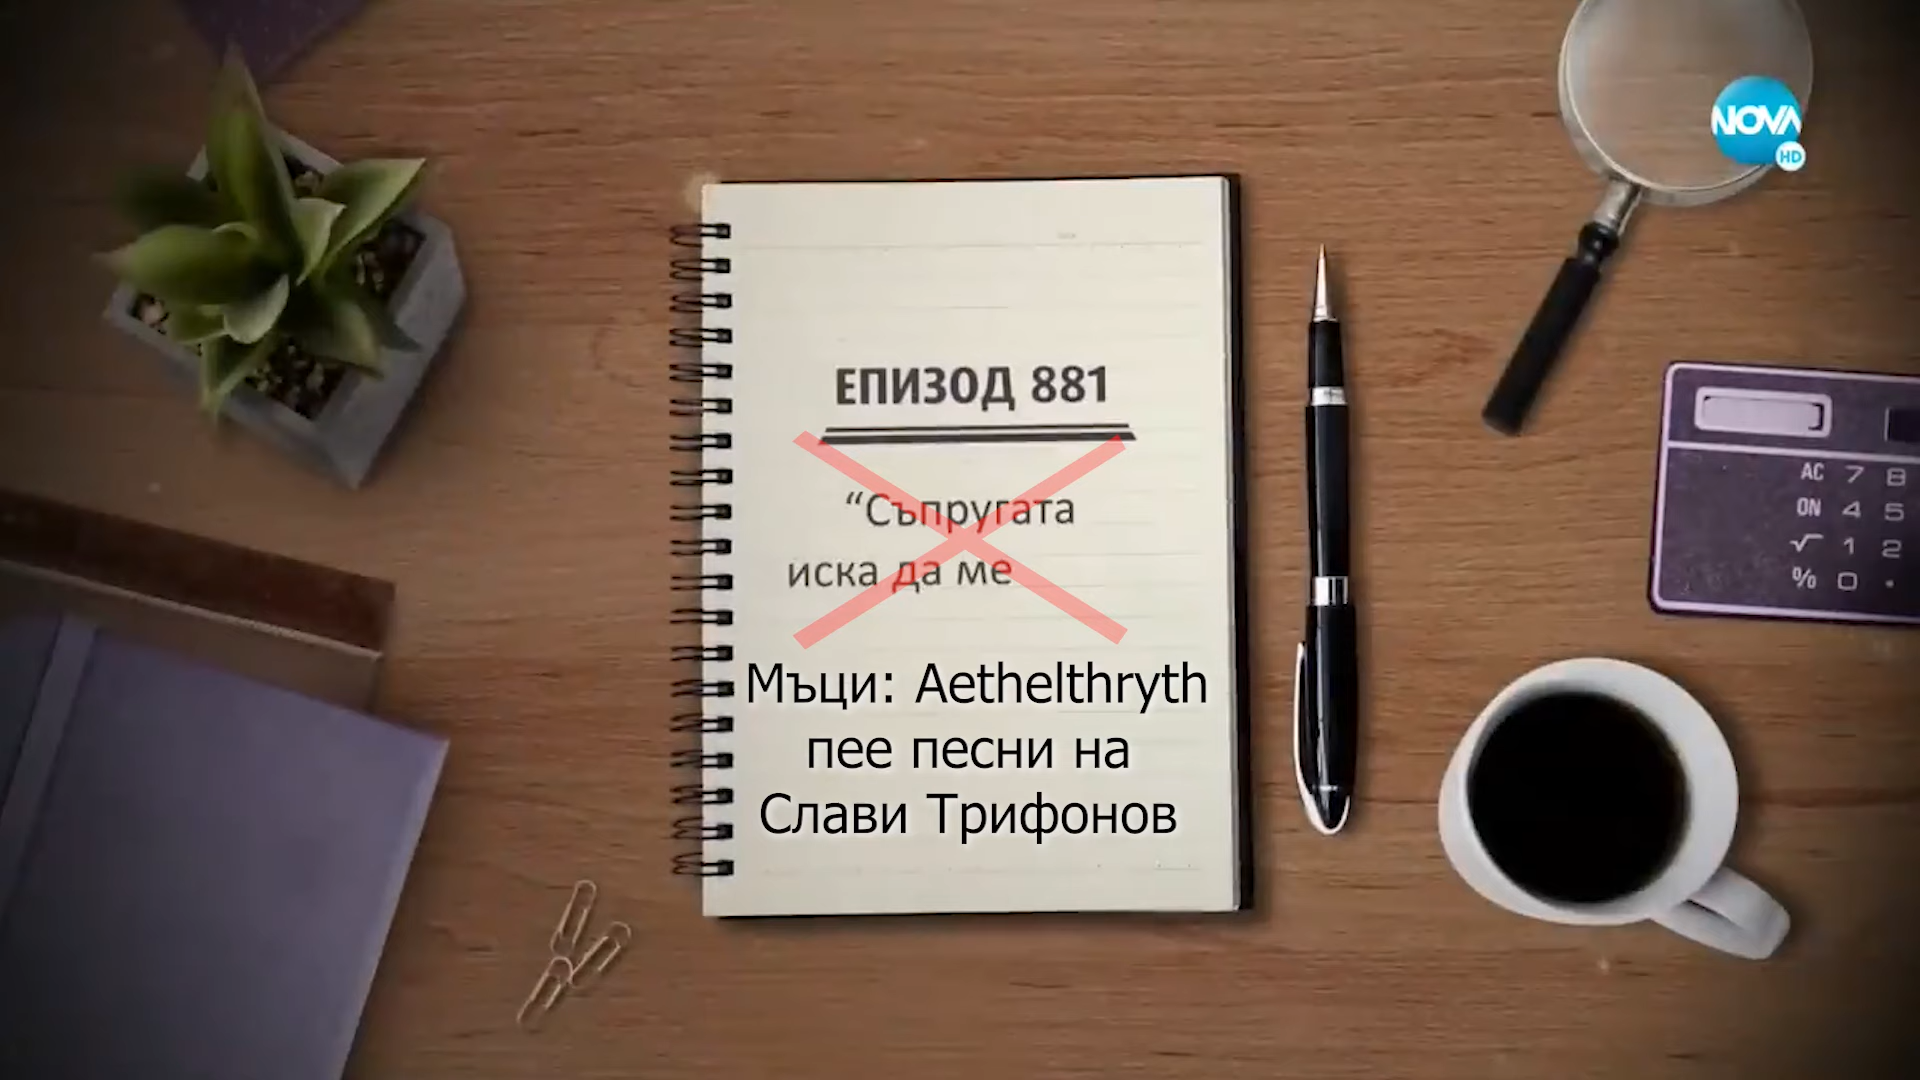 NOVA
HD
ЕПИЗОД 881
“Съпругата
иска да ме
Мъци: Aethelthryth
пее песни на
Слави Трифонов
AC 7 8
ON 4 5
√ 1 2
% 0 .